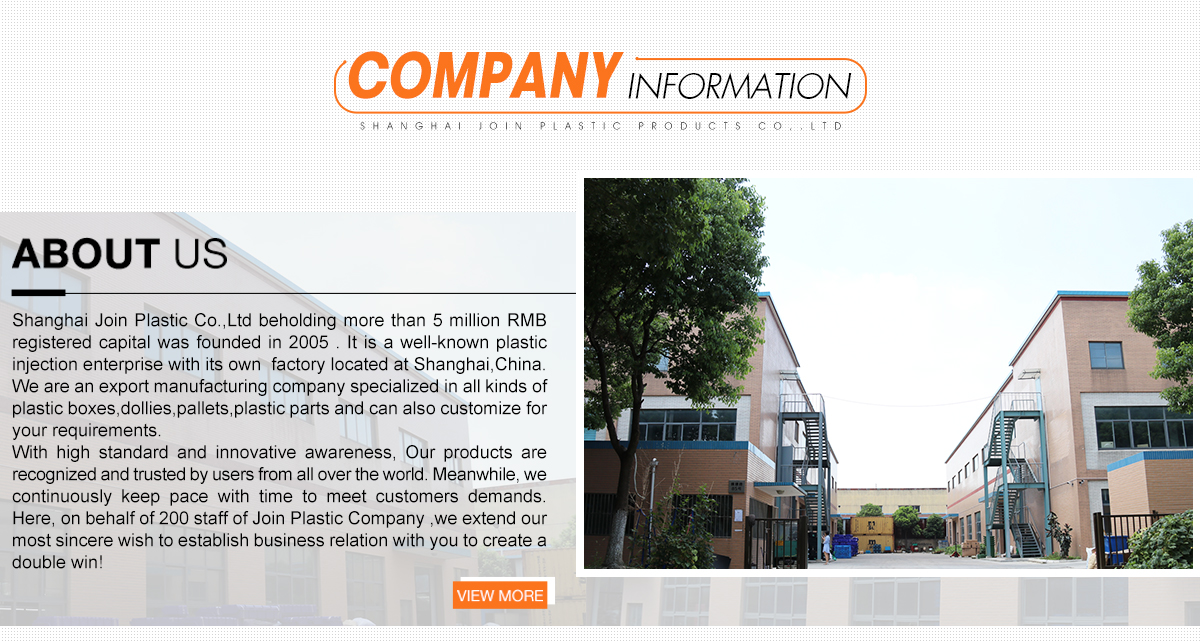 COMPANY INFORMATION
SHANGHAI JOIN PLASTIC PRODUCTS CO,.LTD
ABOUT US
Shanghai Join Plastic Co.,Ltd beholding more than 5 million RMB
registered capital was founded in 2005 . It is a well-known plastic
injection enterprise with its own factory located at Shanghai,China.
We are an export manufacturing company specialized in all kinds of
plastic boxes,dollies,pallets,plastic parts and can also customize for
your requirements.
With high standard and innovative awareness, Our products are
recognized and trusted by users from all over the world. Meanwhile, we
continuously keep pace with time to meet customers demands.
Here, on behalf of 200 staff of Join Plastic Company ,we extend our
most sincere wish to establish business relation with you to create a
double win!
VIEW MORE